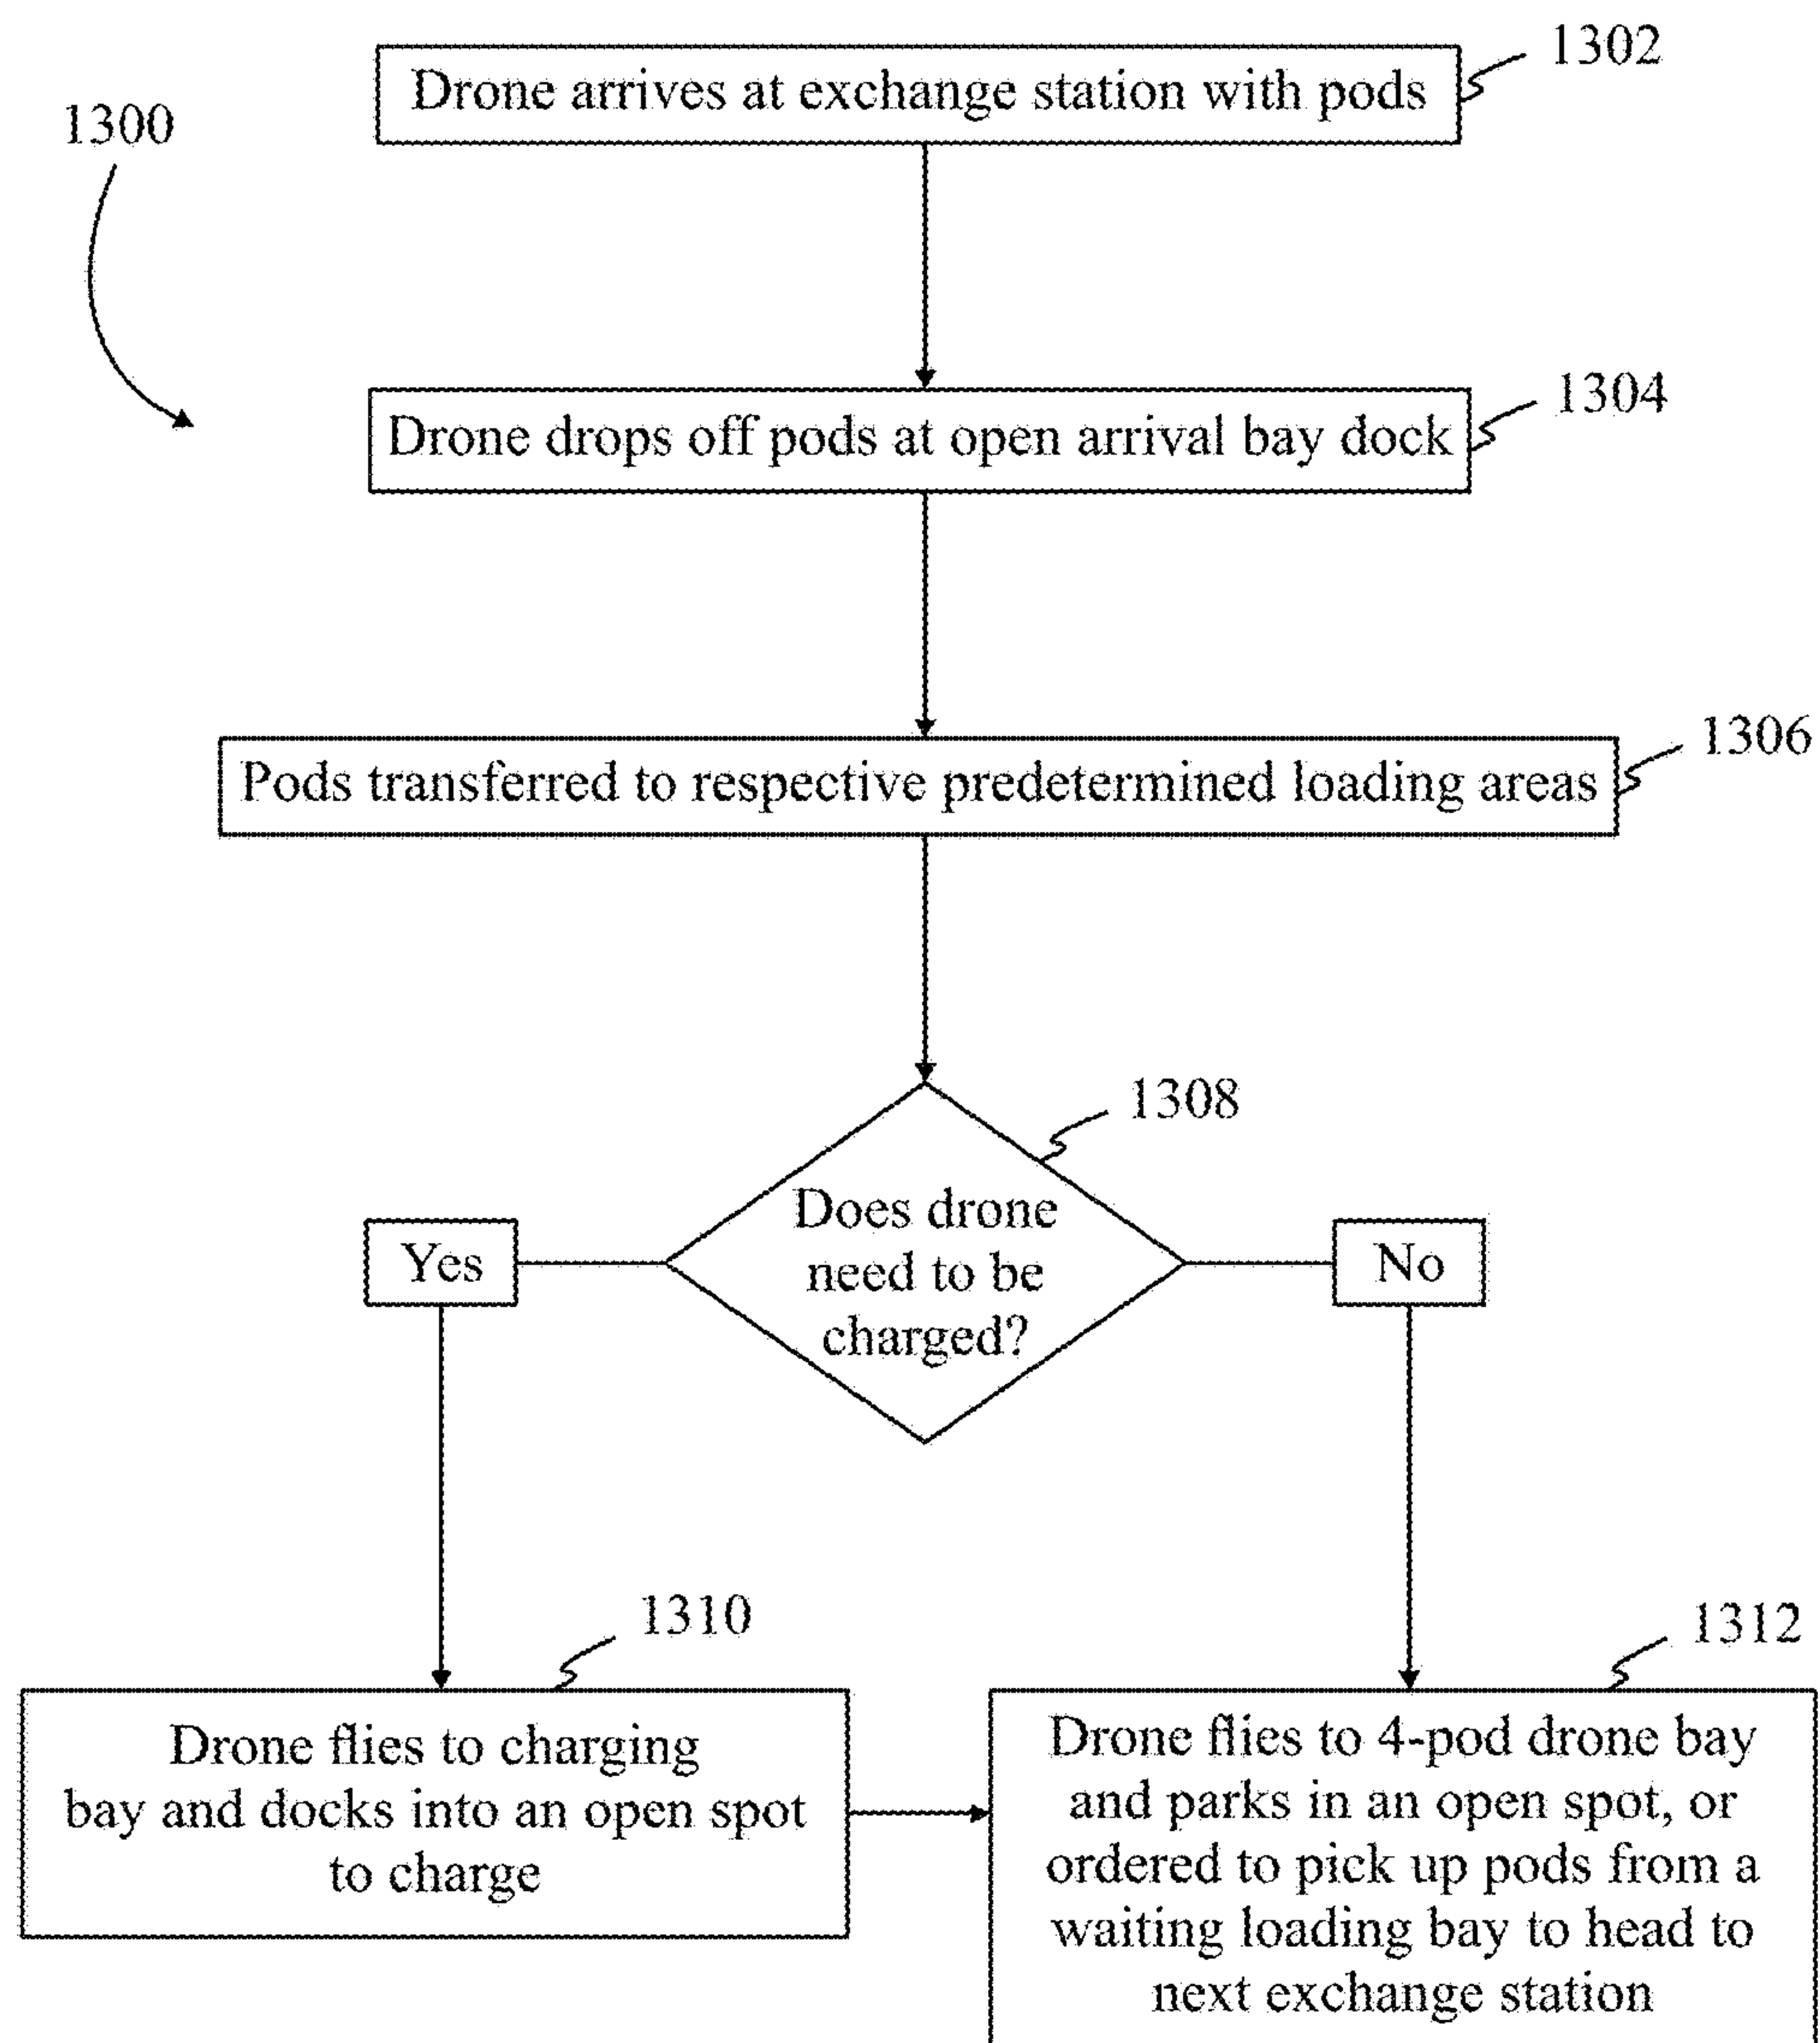 1302
Drone arrives at exchange station with pods
1300
1304
Drone drops off pods at open arrival bay dock
1306
Pods transferred to respective predetermined loading areas
1308
Does drone
need to be
charged?
Yes
No
1310
Drone flies to charging
bay and docks into an open spot
to charge
1312
Drone flies to 4-pod drone bay
and parks in an open spot, or
ordered to pick up pods from a
waiting loading bay to head to
next exchange station